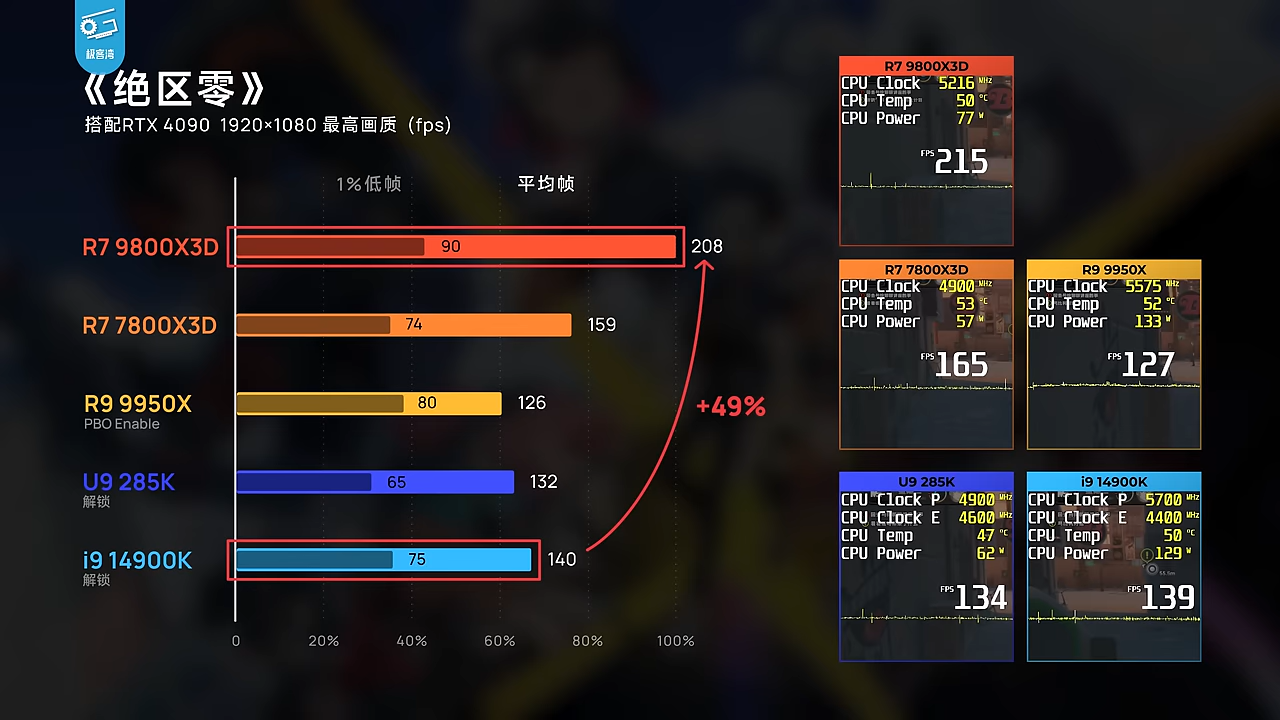 极客湾
《绝区零》
搭配RTX 4090 1920×1080 最高画质（fps）
1%低帧 平均帧
R7 9800X3D 90 208
R7 7800X3D 74 159
R9 9950X 80 126
PBO Enable
+49%
U9 285K 65 132
解锁
i9 14900K 75 140
解锁
0 20% 40% 60% 80% 100%
R7 9800X3D
CPU Clock 5216 MHz
CPU Temp 50 °C
CPU Power 77 W
FPS 215
R7 7800X3D
CPU Clock 4900 MHz
CPU Temp 53 °C
CPU Power 57 W
FPS 165
R9 9950X
CPU Clock 5575 MHz
CPU Temp 52 °C
CPU Power 133 W
FPS 127
U9 285K
CPU Clock P 4900 MHz
CPU Clock E 4600 MHz
CPU Temp 47 °C
CPU Power 62 W
FPS 134
i9 14900K
CPU Clock P 5700 MHz
CPU Clock E 4400 MHz
CPU Temp 50 °C
CPU Power 129 W
FPS 139